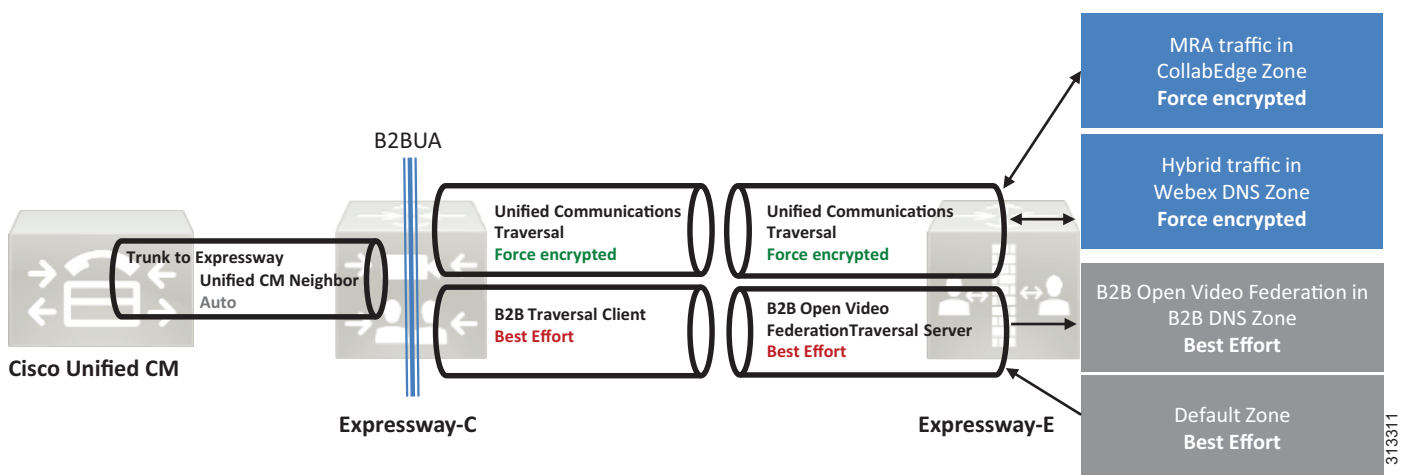 B2BUA
Trunk to Expressway
Unified CM Neighbor
Auto
Cisco Unified CM
Unified Communications
Traversal
Force encrypted
B2B Traversal Client
Best Effort
Expressway-C
Unified Communications
Traversal
Force encrypted
B2B Open Video
FederationTraversal Server
Best Effort
Expressway-E
MRA traffic in
CollabEdge Zone
Force encrypted
Hybrid traffic in
Webex DNS Zone
Force encrypted
B2B Open Video Federation in
B2B DNS Zone
Best Effort
Default Zone
Best Effort
313311